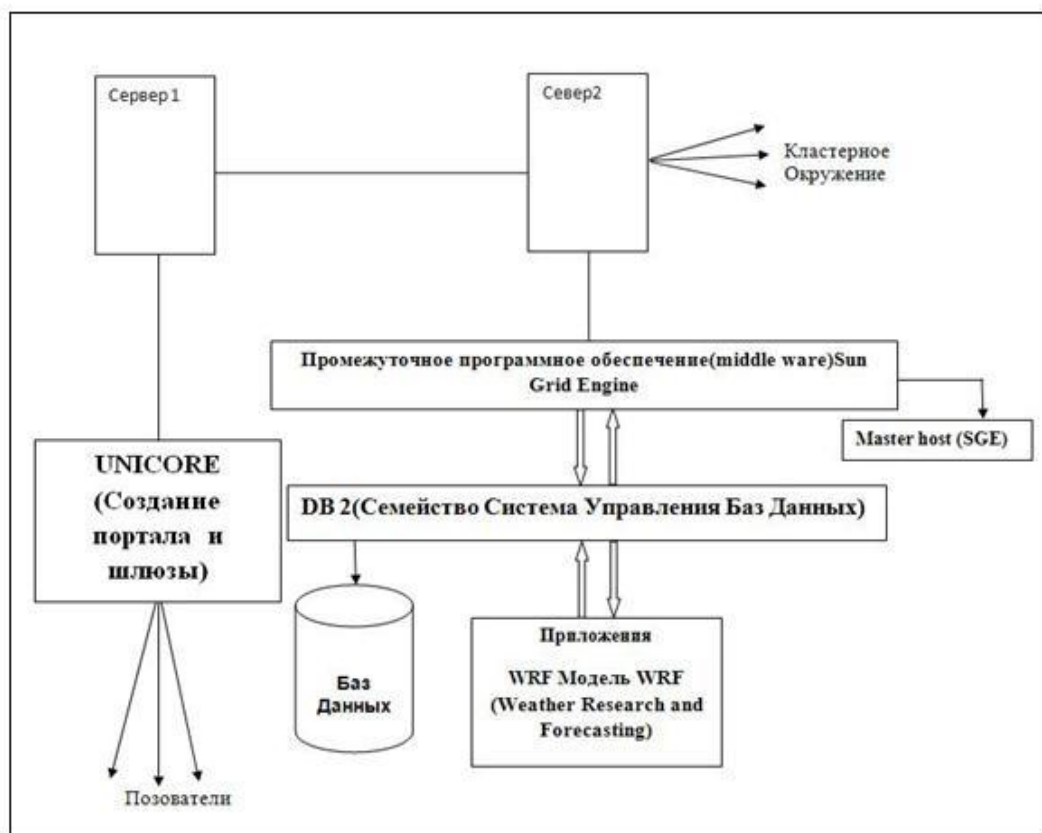 Сервер 1
Север2
Кластерное
Окружение
Промежуточное программное обеспечение(middle ware)Sun
Grid Engine
Master host (SGE)
UNICORE
(Создание
портала и
шлюзы)
DB 2(Семейство Система Управления Баз Данных)
Баз
Данных
Приложения
WRF Модель WRF
(Weather Research and
Forecasting)
Позователи